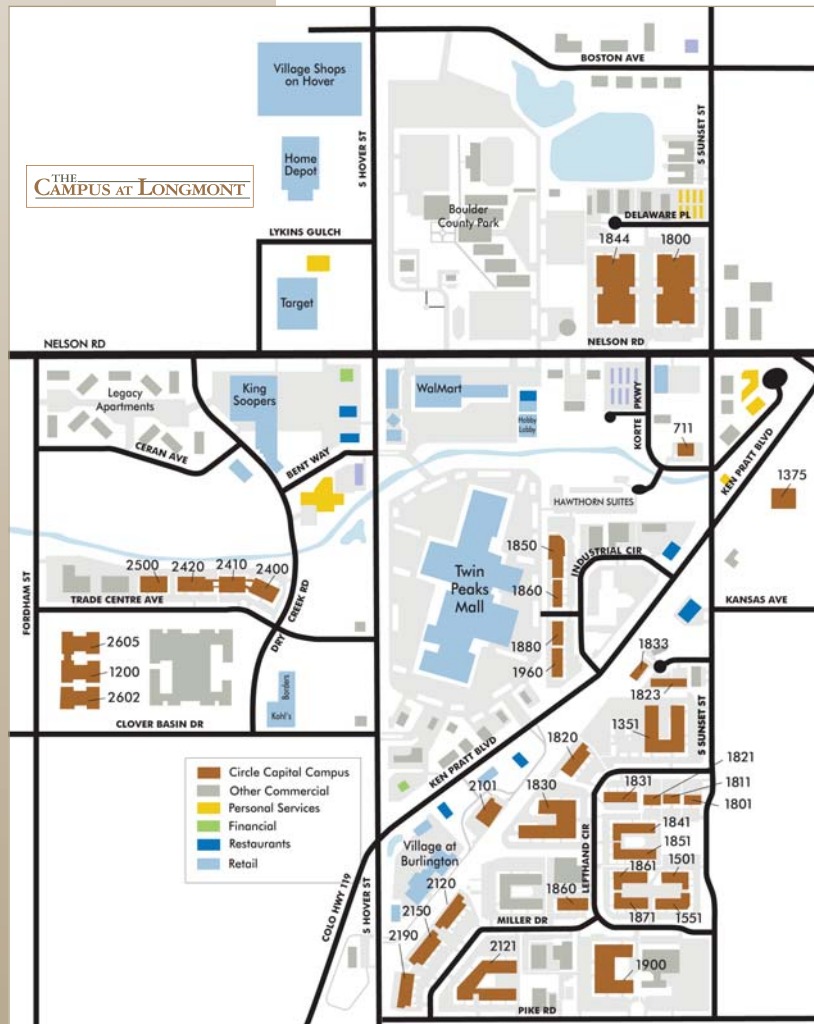 THE
CAMPUS AT LONGMONT
BOSTON AVE
Village Shops
on Hover
S HOVER ST
S SUNSET ST
Home
Depot
Boulder
County Park
DELAWARE PL
LYKINS GULCH
1844
1800
Target
NELSON RD
NELSON RD
Legacy
Apartments
King
Soopers
WalMart
Hobby
Lobby
KORTE PKWY
711
KEN PRATT BLVD
CERAN AVE
BENT WAY
1375
HAWTHORN SUITES
1850
INDUSTRIAL CIR
2500
2420
2410
2400
Twin
Peaks
Mall
1860
TRADE CENTRE AVE
KANSAS AVE
FORDHAM ST
DRY CREEK RD
2605
1200
2602
1880
1960
1833
1823
Borders
Kohl's
1351
S SUNSET ST
CLOVER BASIN DR
KEN PRATT BLVD
1820
1821
1811
1801
1831
2101
1830
Circle Capital Campus
Other Commercial
Personal Services
Financial
Restaurants
Retail
1841
1851
LEFTHAND CIR
Village at
Burlington
1861
1501
2120
1860
2150
MILLER DR
1871
1551
COLO HWY 119
S HOVER ST
2190
2121
1900
PIKE RD